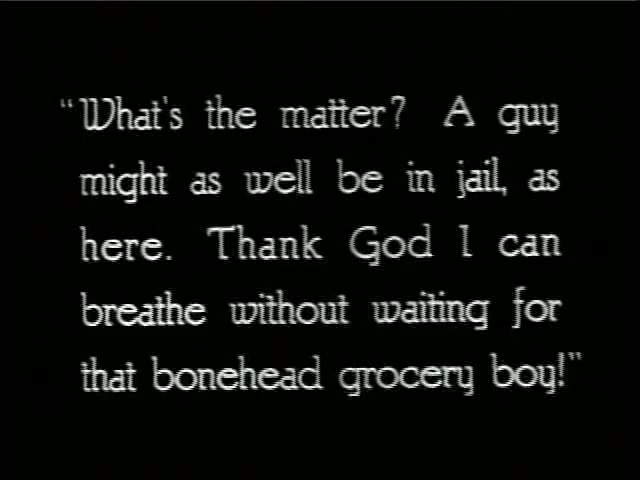 “What's the matter? A guy
might as well be in jail, as
here. Thank God I can
breathe without waiting for
that bonehead grocery boy!”